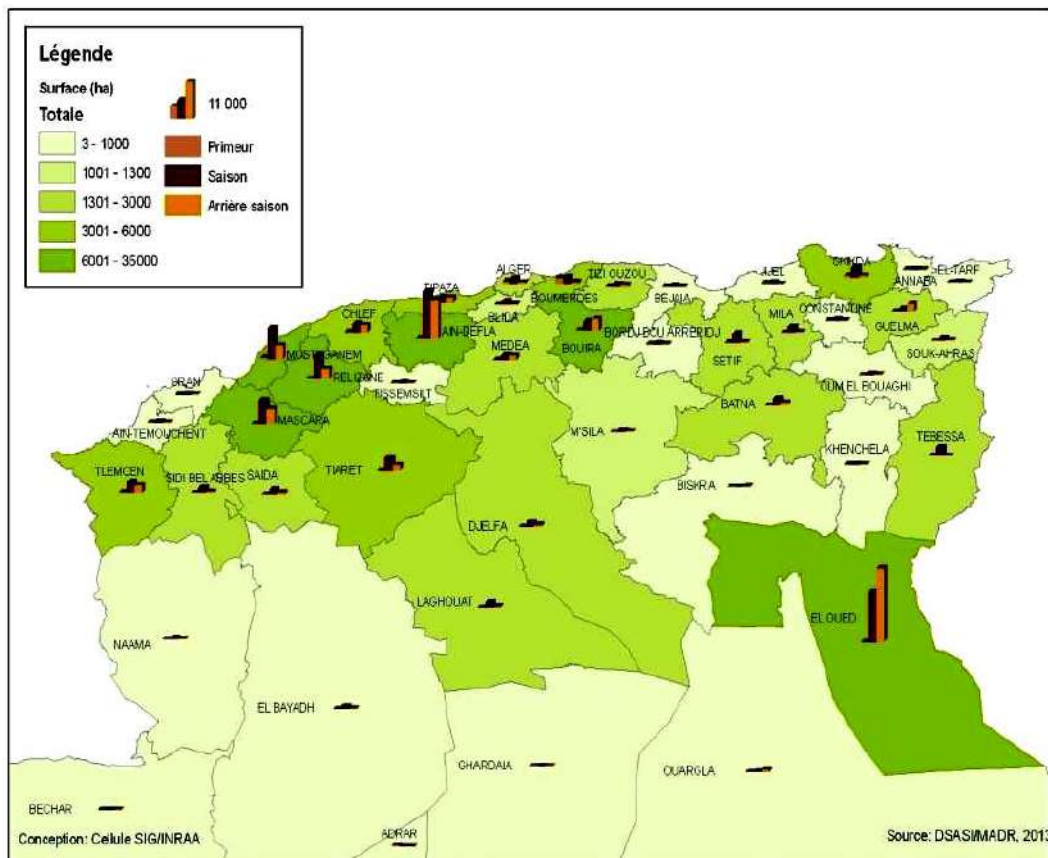 Légende
Surface (ha)
11 000
Totale
3 - 1000
Primeur
1001 - 1300
Saison
1301 - 3000
Arrière saison
3001 - 6000
6001 - 35000
ALGER
TIZI OUZOU
JIJEL
SKIKDA
EL-TARF
ANNABA
TIPAZA
BOUMERDES
BEJAIA
CONSTANTINE
BLIDA
CHLEF
AIN-DEFLA
BORDJ BOU ARRERIDJ
MILA
GUELMA
MEDEA
BOUIRA
SETIF
SOUK-AHRAS
MOSTAGANEM
RELIZANE
ORAN
TISSEMSILT
OUM EL BOUAGHI
BATNA
MASCARA
AIN-TEMOUCHENT
M'SILA
TEBESSA
KHENCHELA
TLEMCEN
SIDI BEL ABBES
SAIDA
TIARET
BISKRA
DJELFA
LAGHOUAT
EL OUED
NAAMA
EL BAYADH
GHARDAIA
OUARGLA
BECHAR
ADRAR
Conception: Cellule SIG/INRAA
Source: DSASI/MADR, 2013